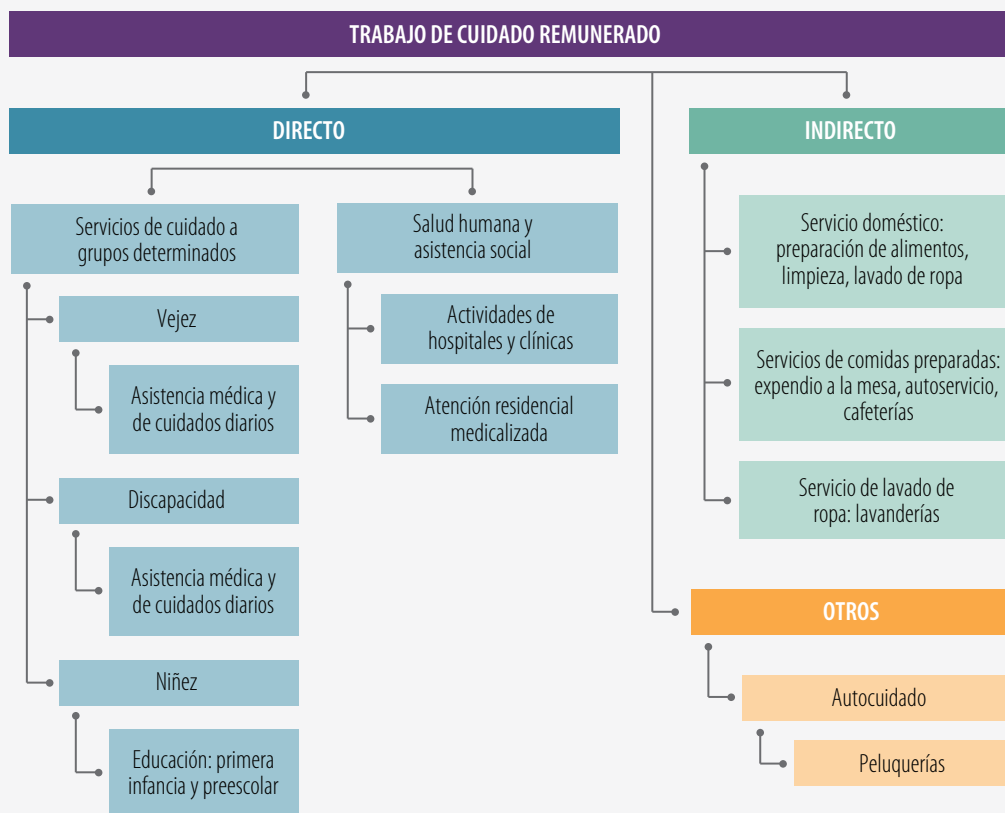 TRABAJO DE CUIDADO REMUNERADO
DIRECTO
Servicios de cuidado a
grupos determinados
Vejez
Asistencia médica y
de cuidados diarios
Discapacidad
Asistencia médica y
de cuidados diarios
Niñez
Educación: primera
infancia y preescolar
Salud humana y
asistencia social
Actividades de
hospitales y clínicas
Atención residencial
medicalizada
INDIRECTO
Servicio doméstico:
preparación de alimentos,
limpieza, lavado de ropa
Servicios de comidas preparadas:
expendio a la mesa, autoservicio,
cafeterías
Servicio de lavado de
ropa: lavanderías
OTROS
Autocuidado
Peluquerías